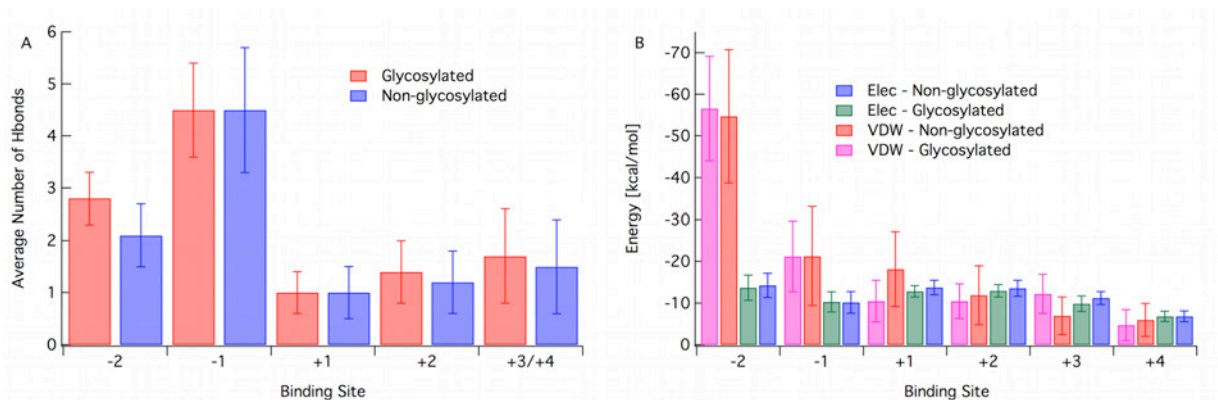 A
6
5
4
3
2
1
0
Average Number of Hbonds
Glycosylated
Non-glycosylated
-2 -1 +1 +2 +3/+4
Binding Site
B
-70
-60
-50
-40
-30
-20
-10
0
Energy [kcal/mol]
Elec - Non-glycosylated
Elec - Glycosylated
VDW - Non-glycosylated
VDW - Glycosylated
-2 -1 +1 +2 +3 +4
Binding Site